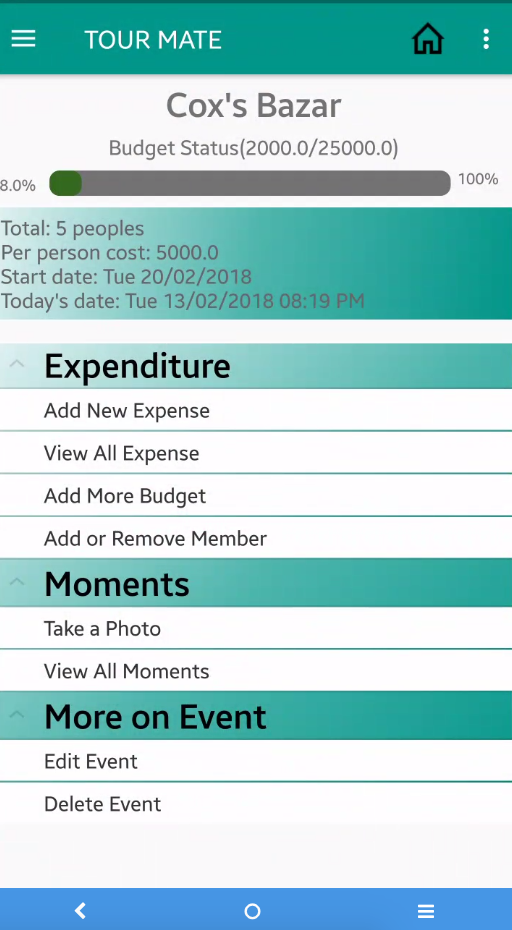 TOUR MATE
Cox's Bazar
Budget Status(2000.0/25000.0)
8.0%
100%
Total: 5 peoples
Per person cost: 5000.0
Start date: Tue 20/02/2018
Today's date: Tue 13/02/2018 08:19 PM
Expenditure
Add New Expense
View All Expense
Add More Budget
Add or Remove Member
Moments
Take a Photo
View All Moments
More on Event
Edit Event
Delete Event